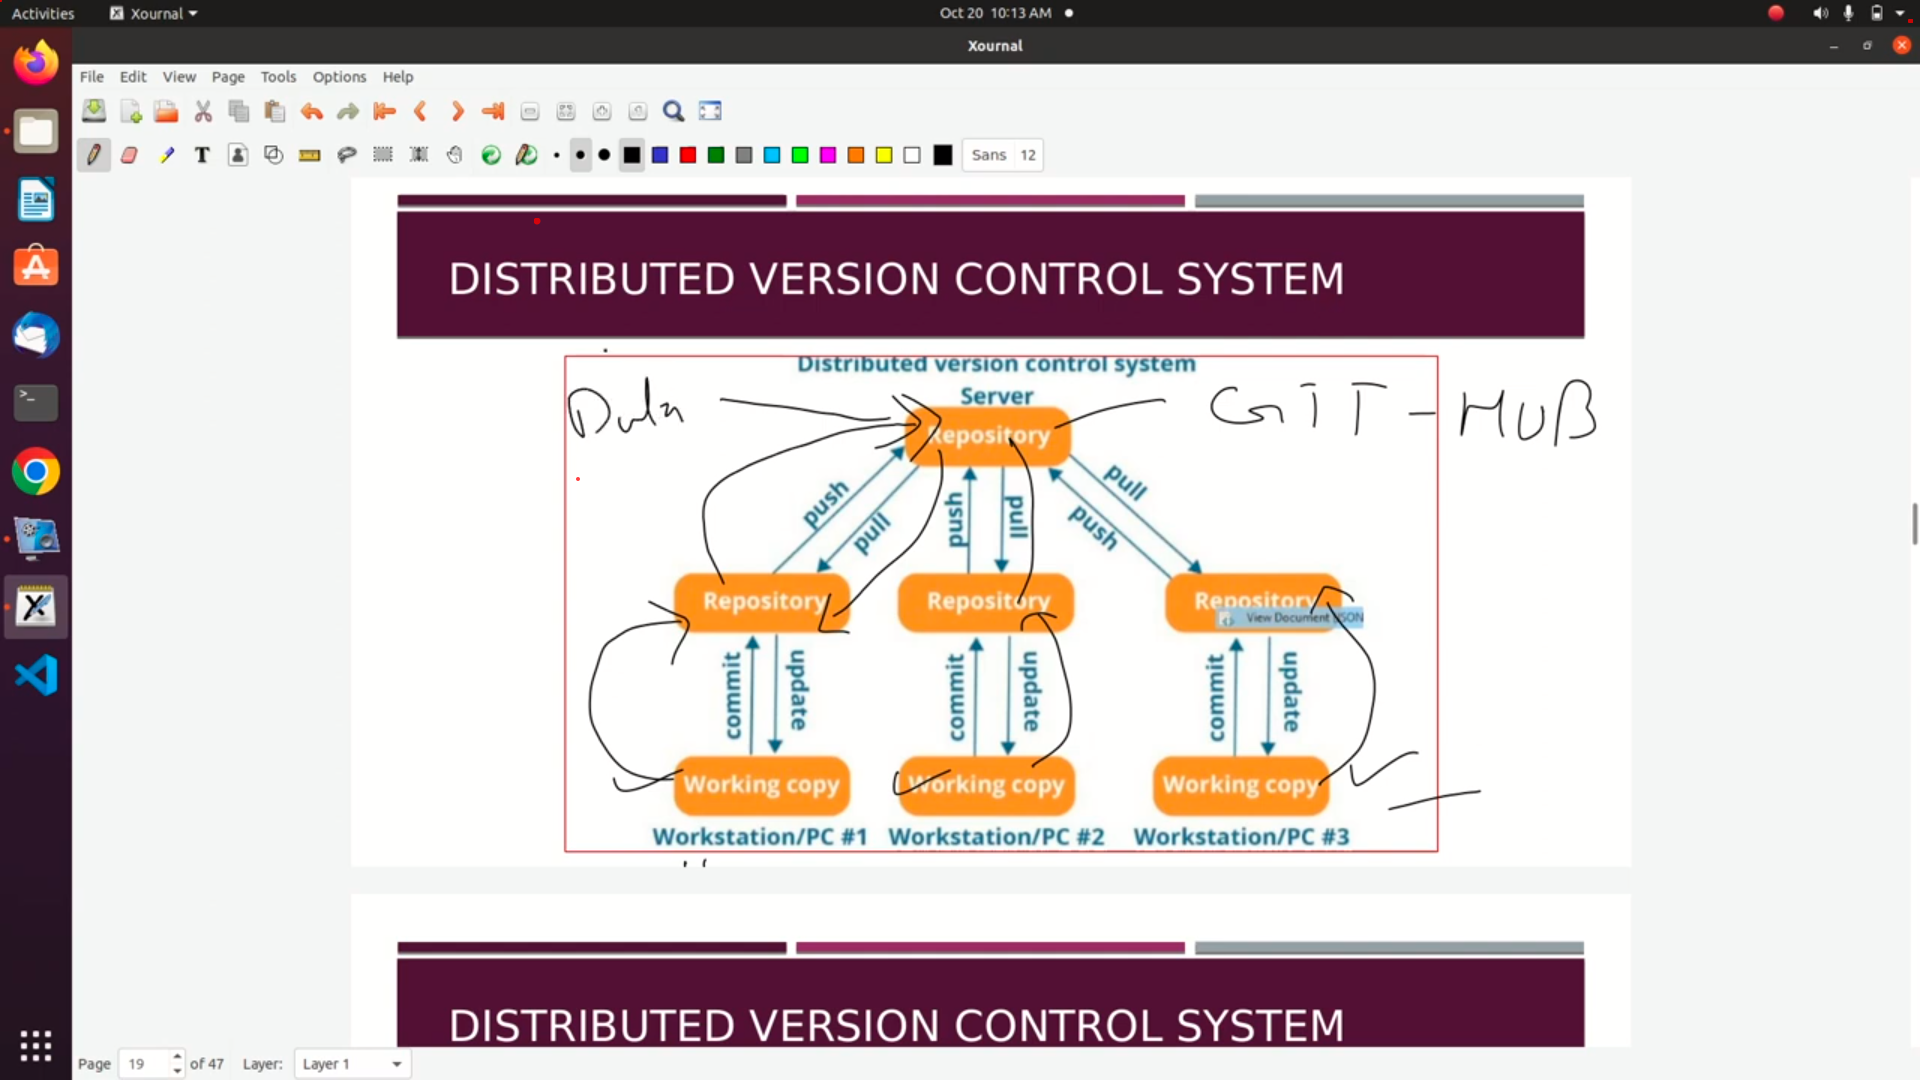 Activities Xournal Oct 20 10:13 AM
Xournal
File Edit View Page Tools Options Help
Sans 12
DISTRIBUTED VERSION CONTROL SYSTEM
Distributed version control system
Server
GIT - HUB
Repository
push pull push pull push pull
Repository Repository Repository
View Document JSON
commit update commit update commit update
Working copy Working copy Working copy
Workstation/PC #1 Workstation/PC #2 Workstation/PC #3
DISTRIBUTED VERSION CONTROL SYSTEM
Page 19 of 47 Layer: Layer 1